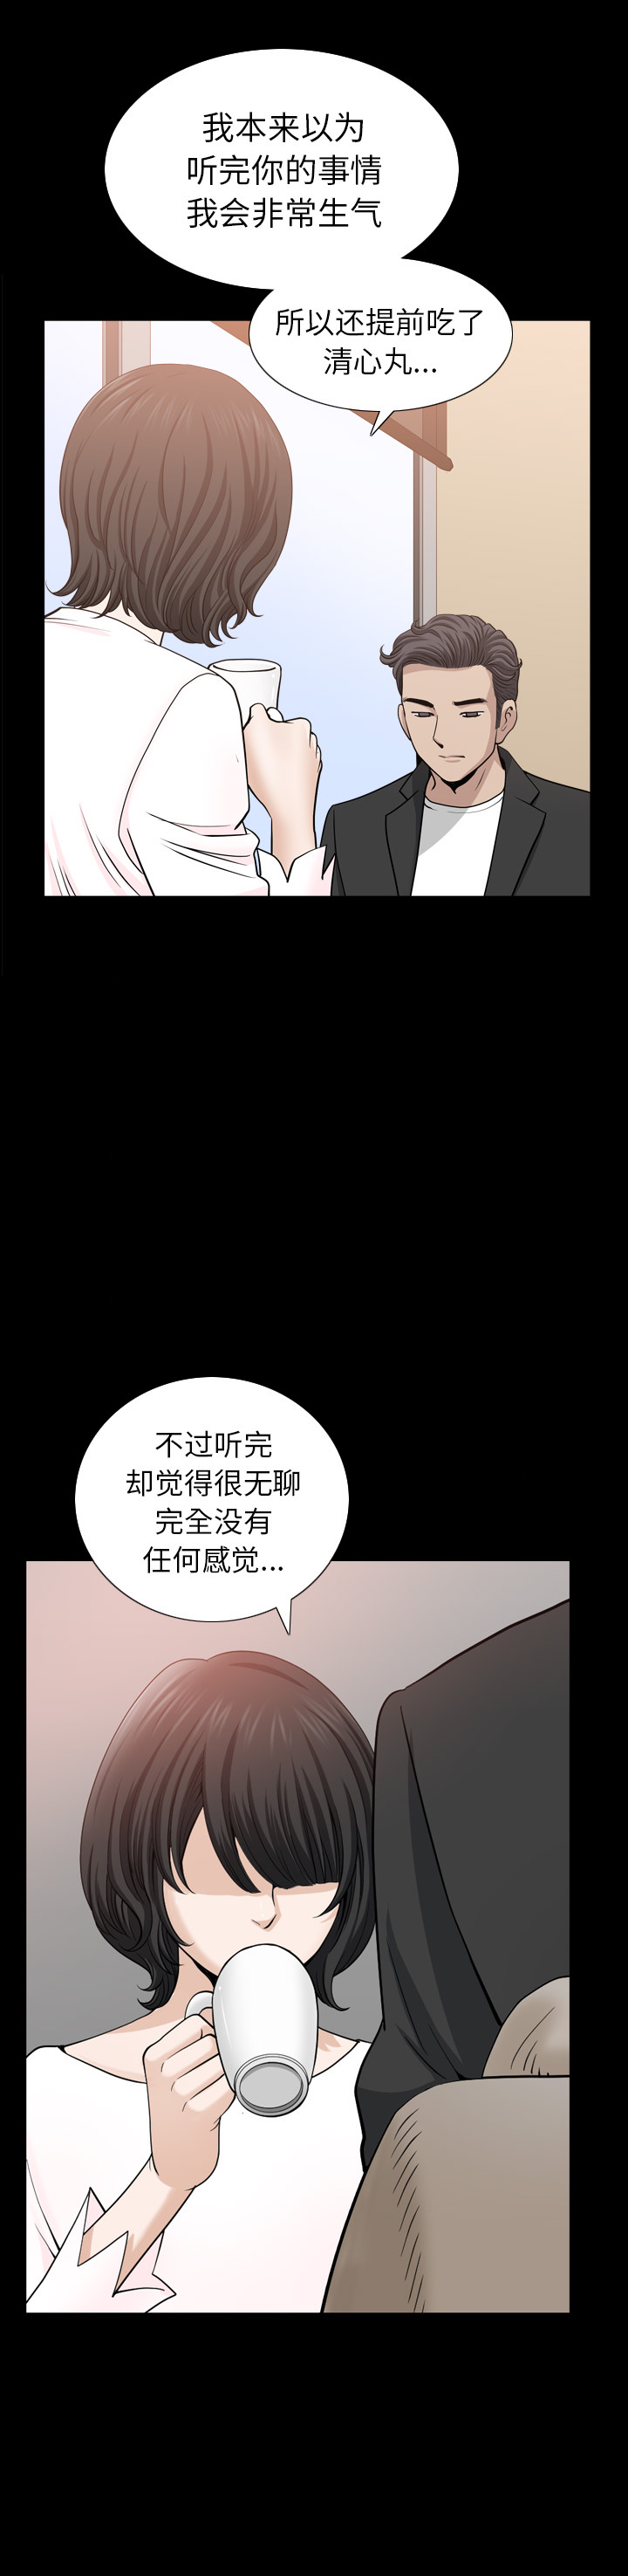 我本来以为
听完你的事情
我会非常生气
所以还提前吃了
清心丸...
不过听完
却觉得很无聊
完全没有
任何感觉...